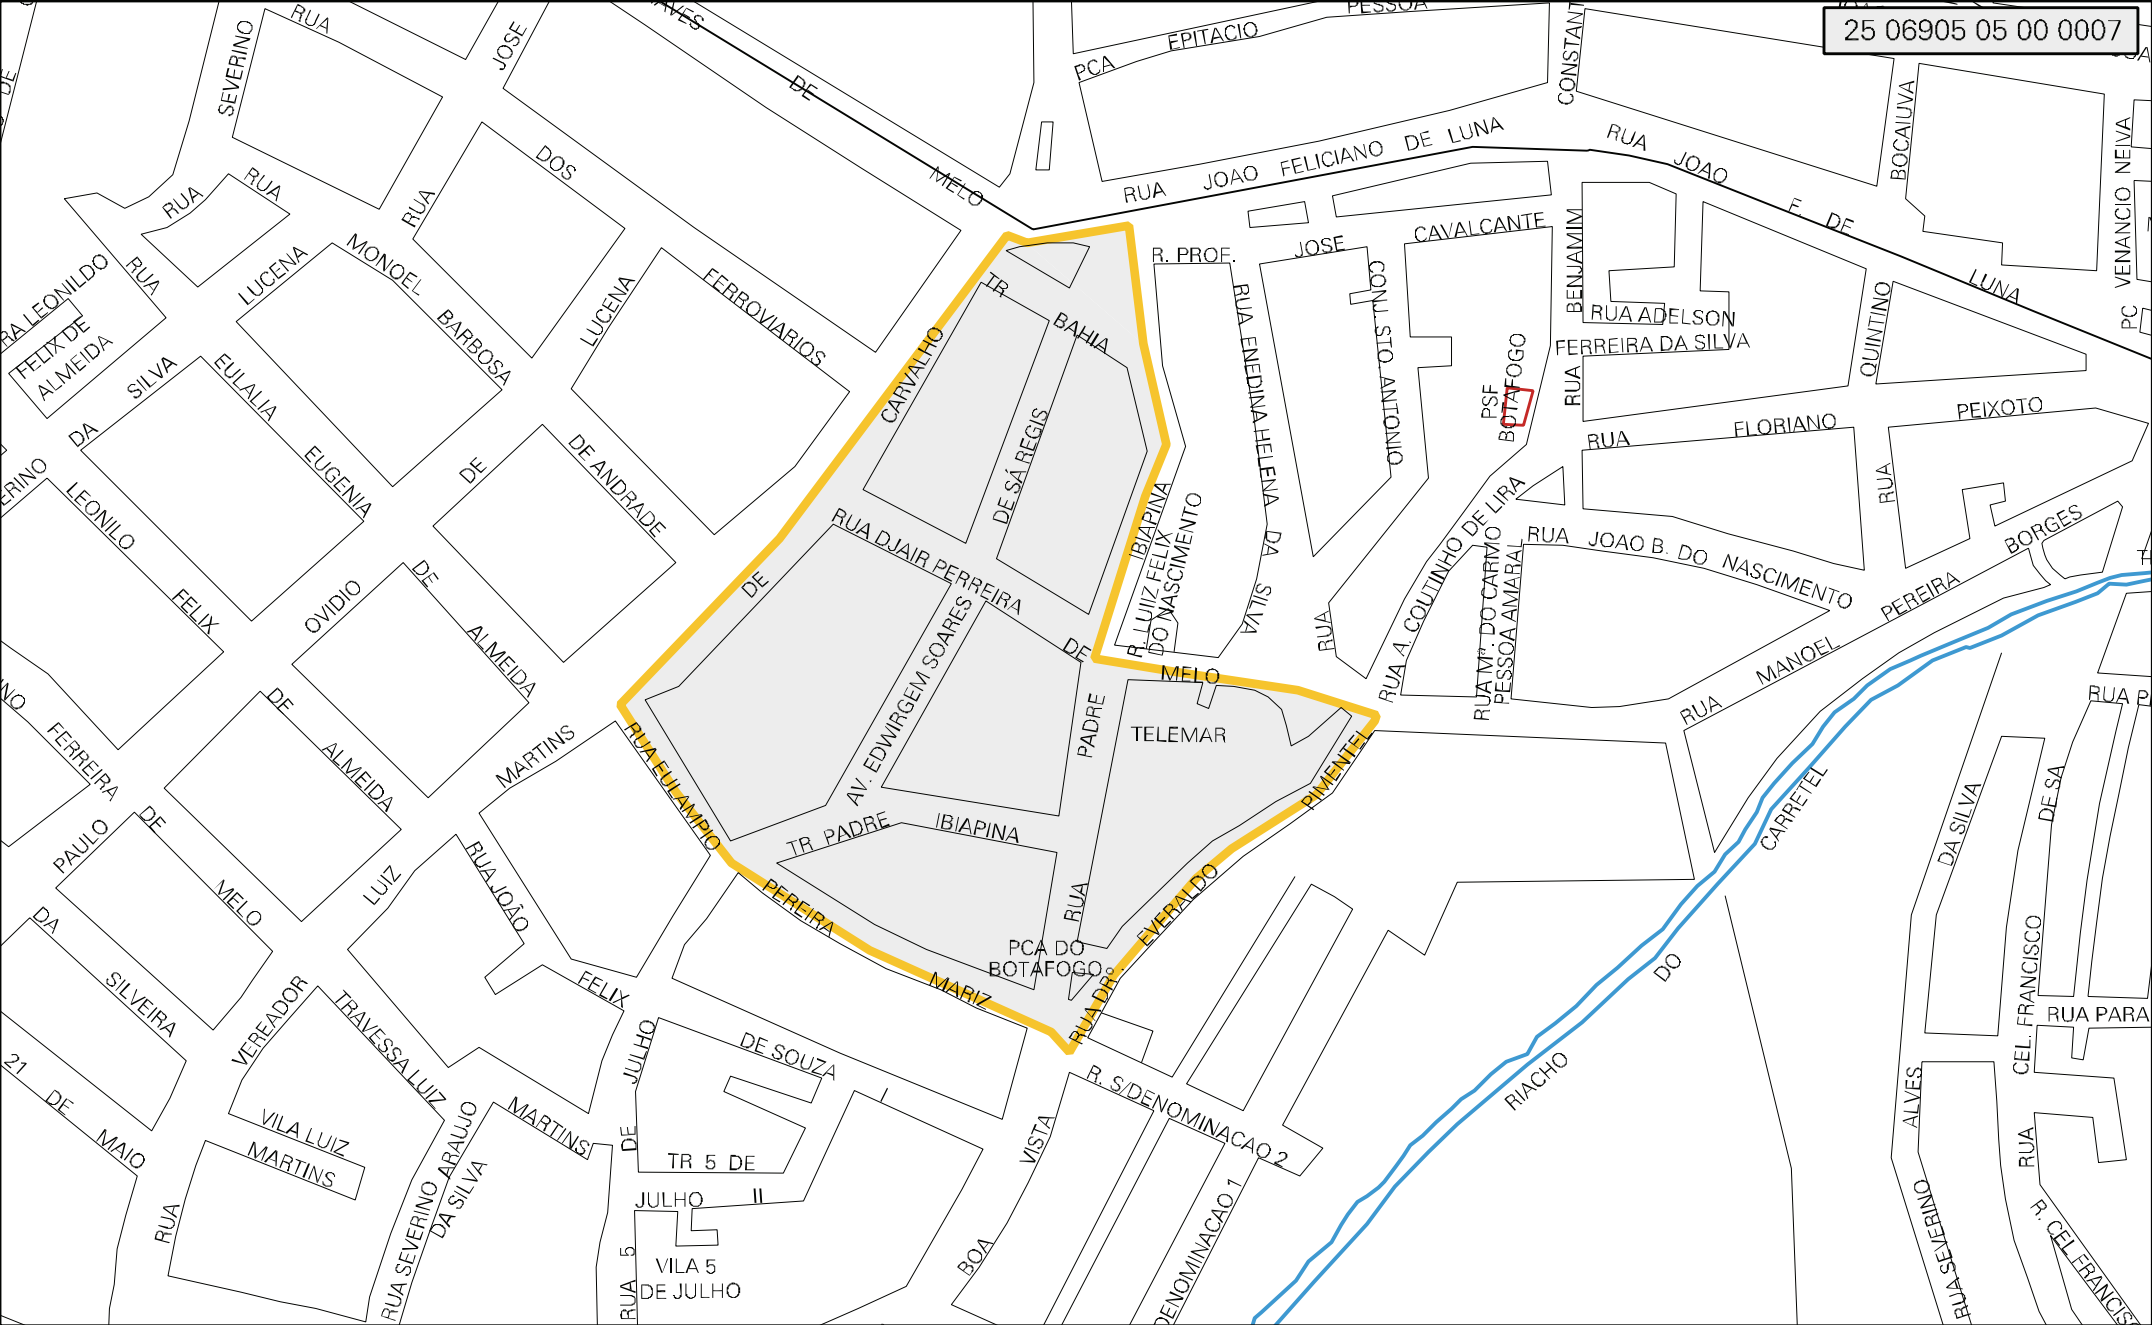 25 06905 05 00 0007
RUA
SEVERINO
JOSE
DE
DE
MELO
PCA
EPITACIO
PESSOA
CONSTANT
BOCAIUVA
VENANCIO NEIVA
PC
RUA JOAO FELICIANO DE LUNA
RUA JOAO F. DE LUNA
RUA
RUA
RUA
DOS
FERROVIARIOS
RUA
LUCENA
LUCENA
MONOEL BARBOSA
RUA
LEONILDO
FELIX DE
ALMEIDA
DA SILVA
EULALIA EUGENIA
DE
DE ANDRADE
LEONILO FELIX
OVIDIO
DE ALMEIDA
DE ALMEIDA
FERREIRA
DE MELO
PAULO
DA SILVEIRA
21 DE MAIO
MARTINS
LUIZ
RUA JOÃO
FELIX
VEREADOR
TRAVESSA LUIZ
MARTINS
VILA LUIZ
MARTINS
RUA
RUA SEVERINO ARAUJO
DA SILVA
RUA 5 DE JULHO
DE SOUZA
I
TR 5 DE
JULHO II
VILA 5
DE JULHO
BOA VISTA
R. S/DENOMINACAO 2
DENOMINACAO 1
TR
BAHIA
CARVALHO
DE
DE SÁ REGIS
RUA DJAIR PERREIRA
DE
MELO
AV. EDWIRGEM SOARES
RUA
PADRE
IBIAPINA
TELEMAR
TR PADRE IBIAPINA
RUA EULAMPIO
PEREIRA
MARIZ
PCA DO
BOTAFOGO
RUA DR.
EVERALDO
PIMENTEL
R. PROF.
JOSE
CAVALCANTE
RUA ENEDINA HELENA DA SILVA
CONJ. STO. ANTONIO
R. LUIIZ FELIX
DO NASCIMENTO
PSF
BOTAFOGO
RUA
BENJAMIM
RUA ADELSON
FERREIRA DA SILVA
QUINTINO
RUA
RUA FLORIANO PEIXOTO
RUA
RUA A. COUTINHO DE LIRA
RUA Mª. DO CARMO
PESSOA AMARAL
RUA JOAO B. DO NASCIMENTO
RUA MANOEL PEREIRA BORGES
RIACHO DO CARRETEL
DA SILVA
ALVES
RUA SEVERINO
DE SA
CEL. FRANCISCO
RUA
RUA PARA
R. CEL FRANCISC